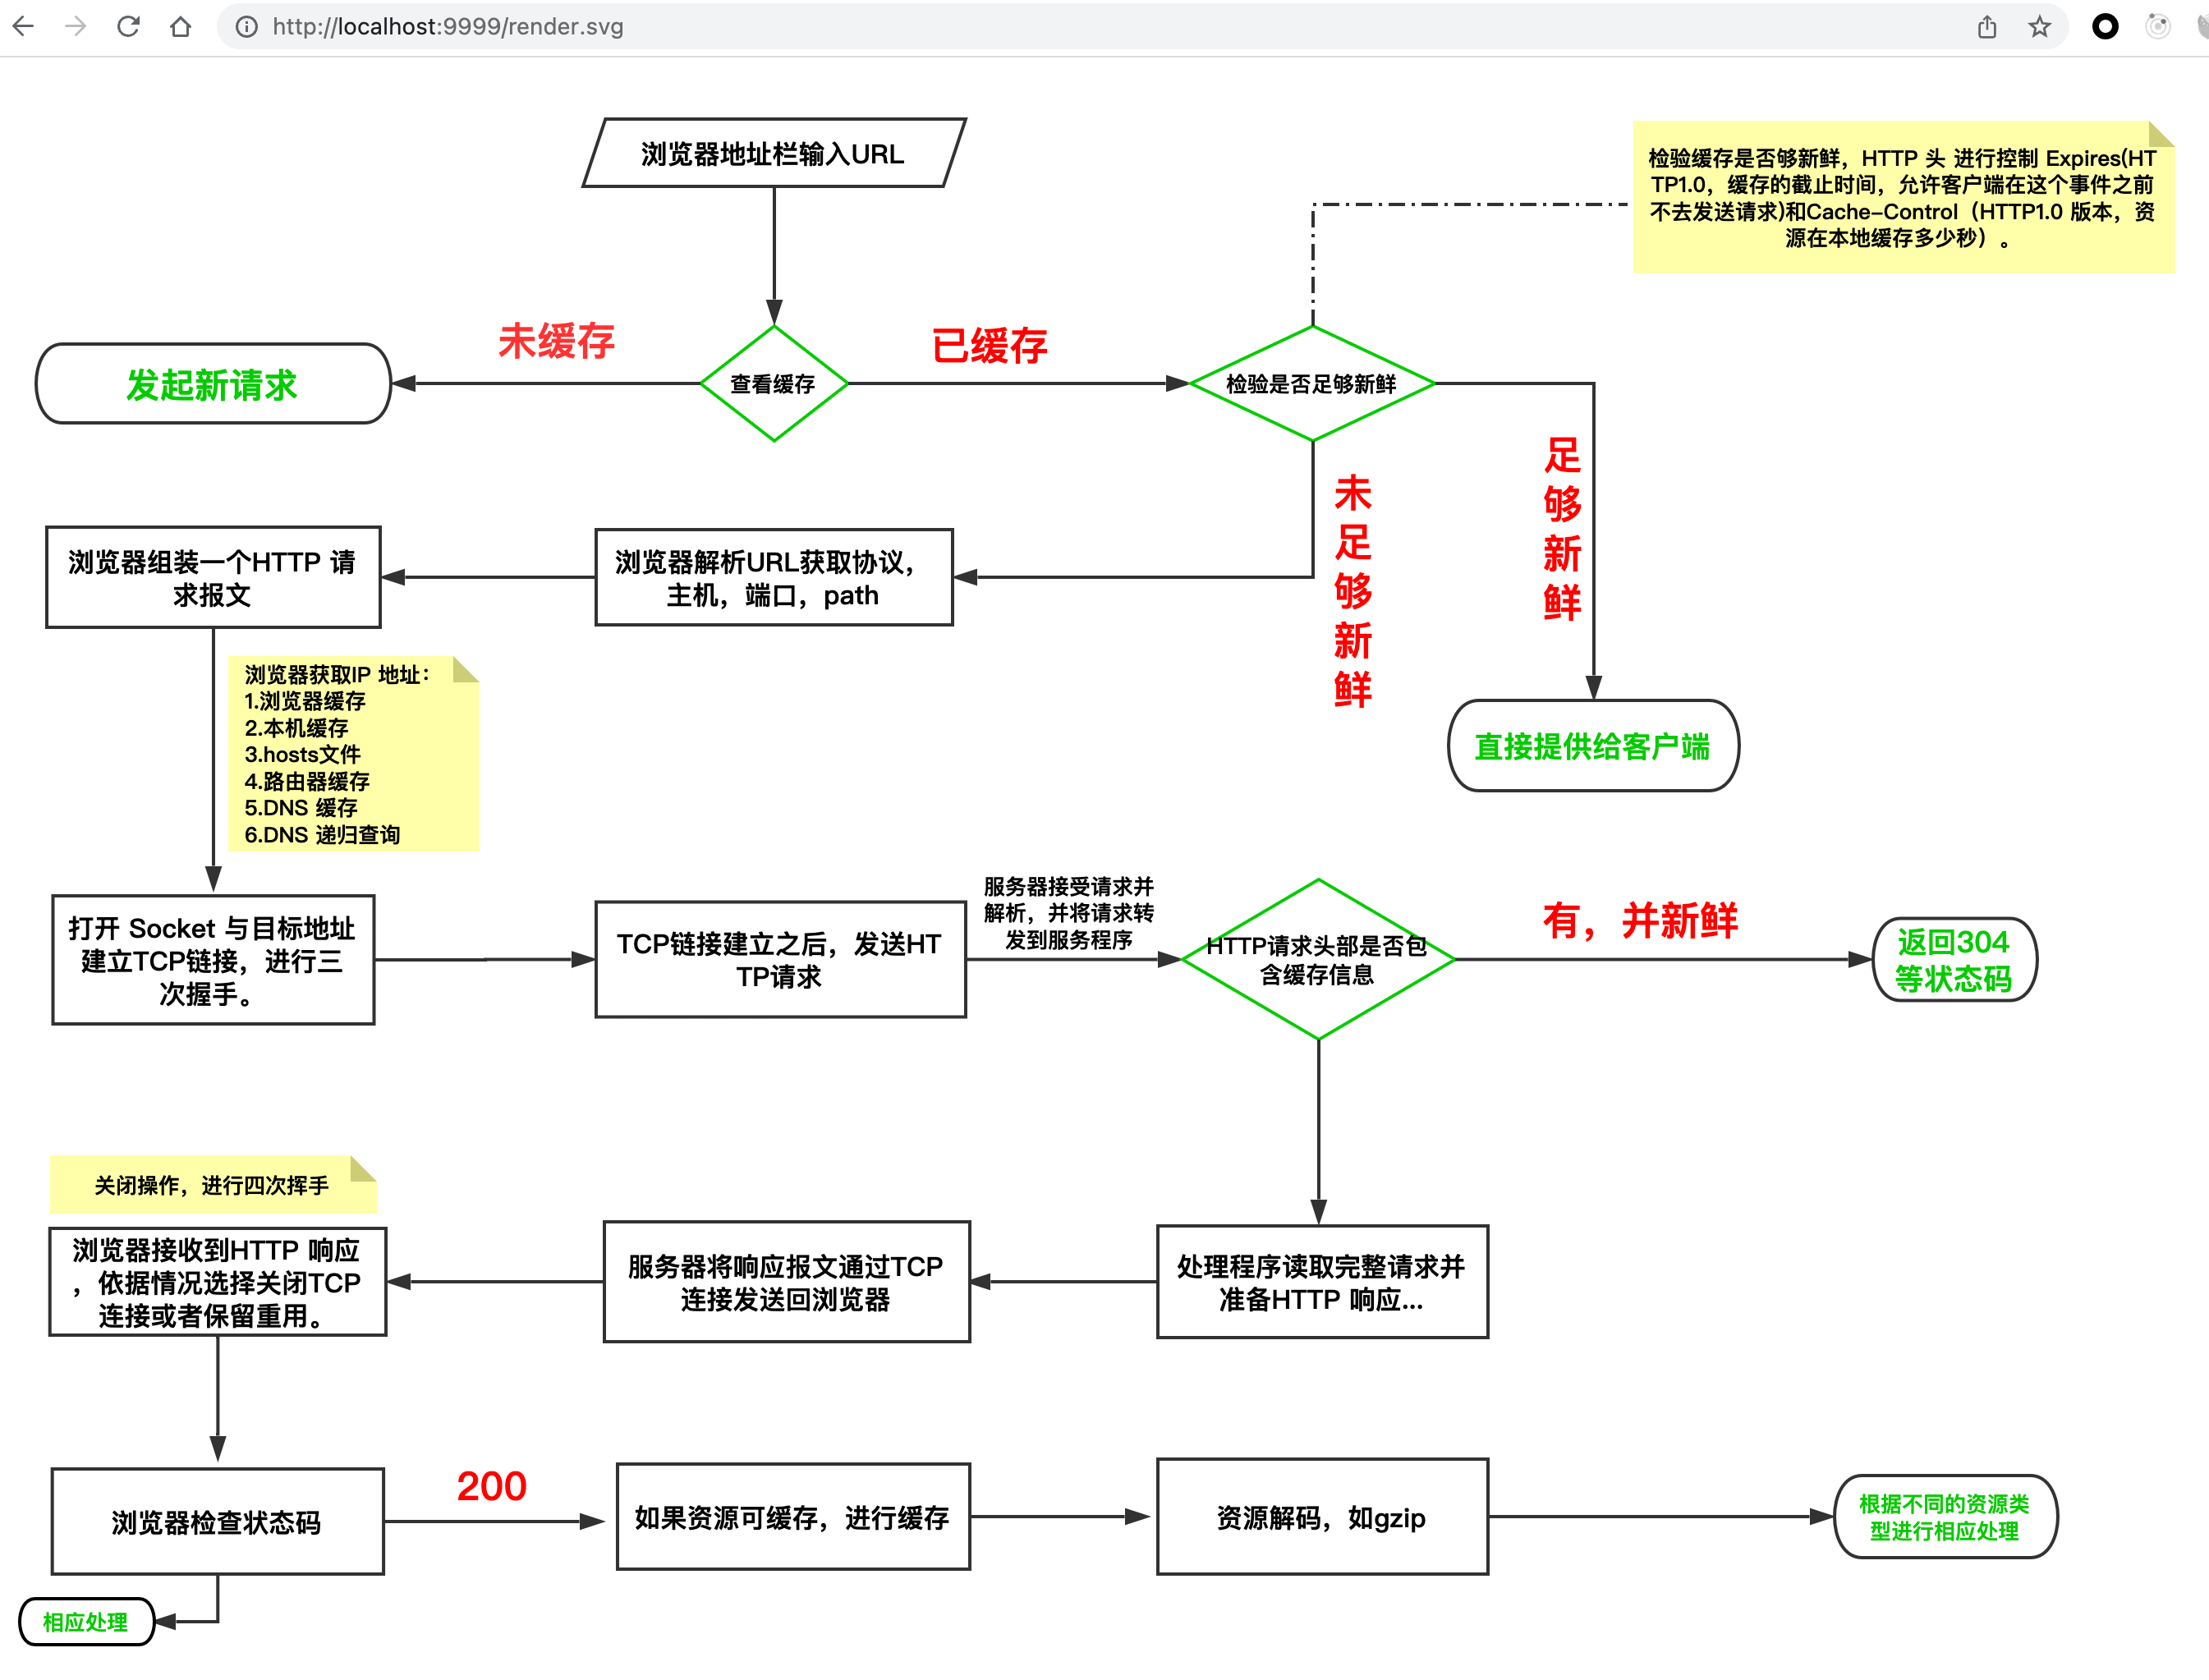 http://localhost:9999/render.svg
浏览器地址栏输入URL
检验缓存是否够新鲜，HTTP 头 进行控制 Expires(HT
TP1.0，缓存的截止时间，允许客户端在这个事件之前
不去发送请求)和Cache-Control（HTTP1.0 版本，资
源在本地缓存多少秒）。
未缓存
已缓存
发起新请求
查看缓存
检验是否足够新鲜
足够新鲜
未足够新鲜
浏览器组装一个HTTP 请
求报文
浏览器解析URL获取协议，
主机，端口，path
浏览器获取IP 地址：
1.浏览器缓存
2.本机缓存
3.hosts文件
4.路由器缓存
5.DNS 缓存
6.DNS 递归查询
直接提供给客户端
打开 Socket 与目标地址
建立TCP链接，进行三
次握手。
TCP链接建立之后，发送HT
TP请求
服务器接受请求并
解析，并将请求转
发到服务程序
HTTP请求头部是否包
含缓存信息
有，并新鲜
返回304
等状态码
关闭操作，进行四次挥手
浏览器接收到HTTP 响应
，依据情况选择关闭TCP
连接或者保留重用。
服务器将响应报文通过TCP
连接发送回浏览器
处理程序读取完整请求并
准备HTTP 响应...
浏览器检查状态码
200
如果资源可缓存，进行缓存
资源解码，如gzip
根据不同的资源类
型进行相应处理
相应处理